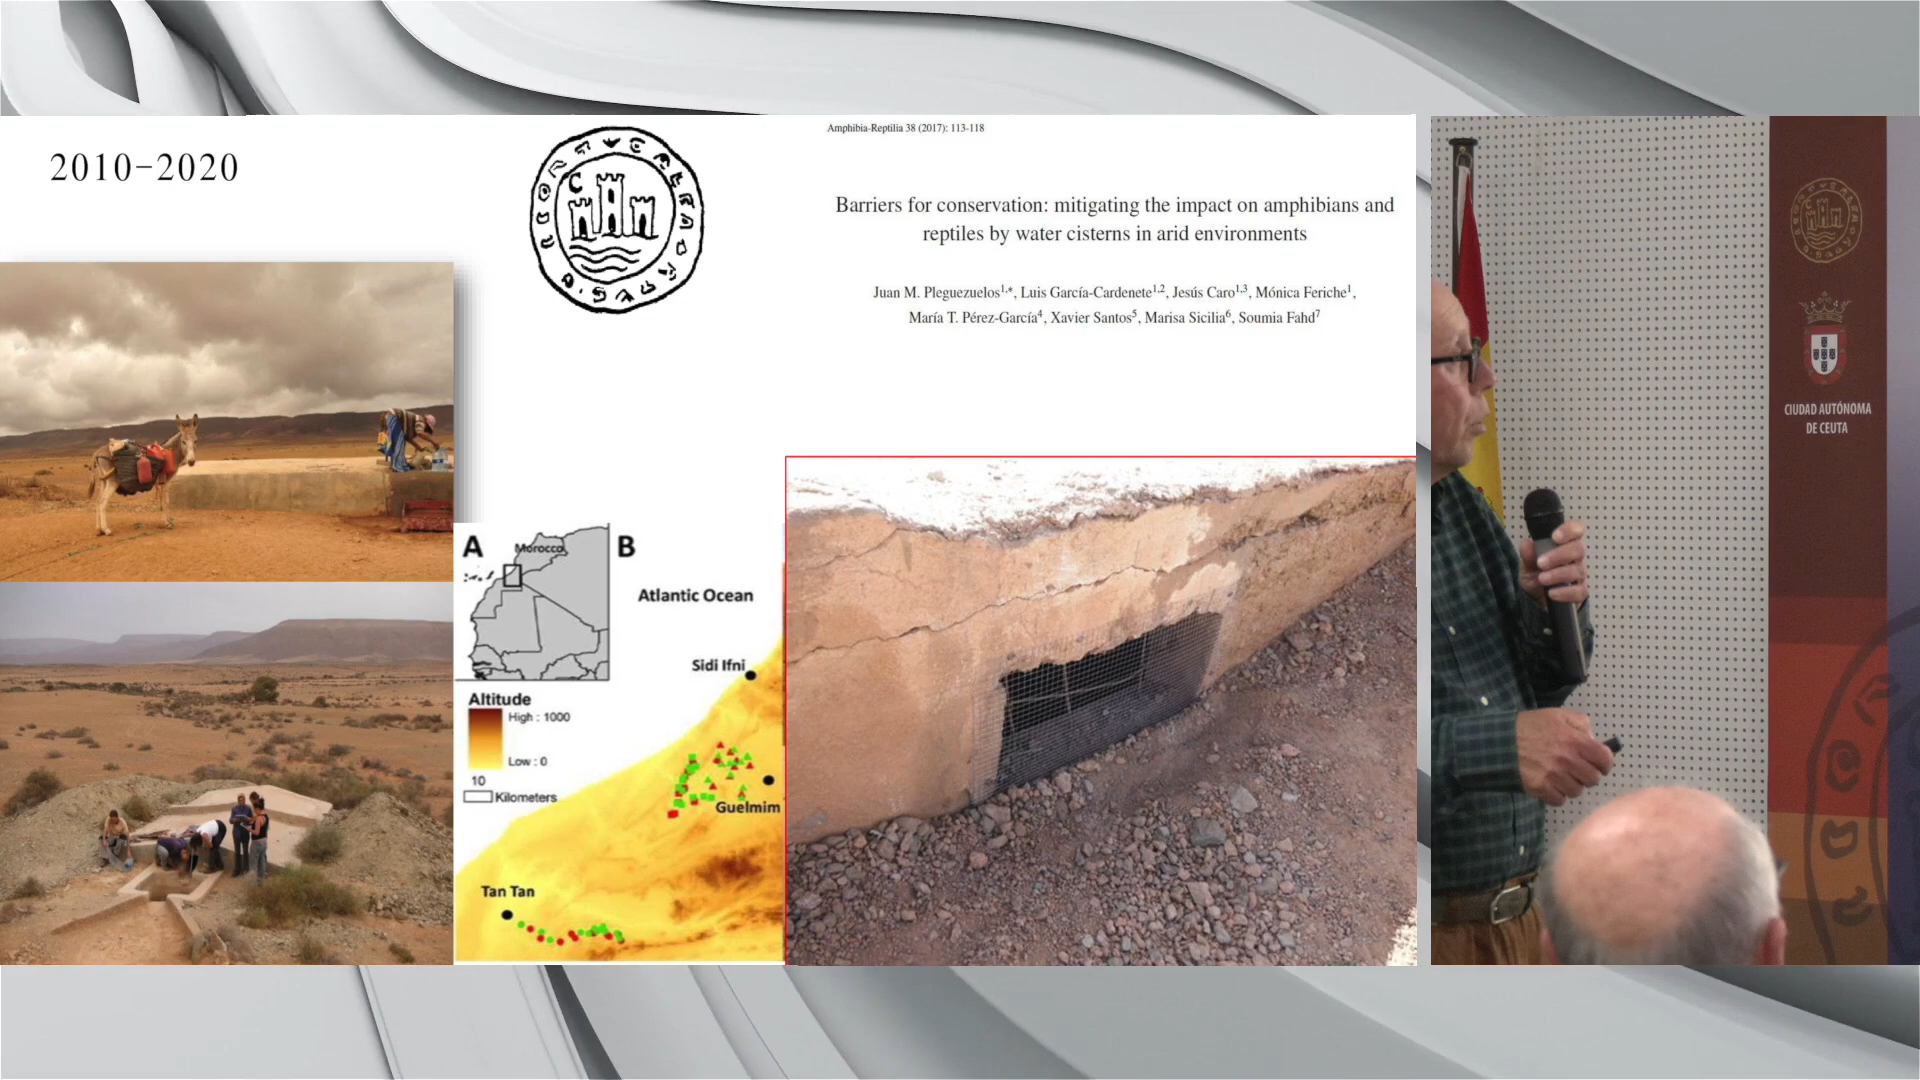 2010-2020
Amphibia-Reptilia 38 (2017): 113-118
Barriers for conservation: mitigating the impact on amphibians and
reptiles by water cisterns in arid environments
Juan M. Pleguezuelos1,*, Luis García-Cardenete1,2, Jesús Caro1,3, Mónica Feriche1,
María T. Pérez-García4, Xavier Santos5, Marisa Sicilia6, Soumia Fahd7
A
Morocco
B
Atlantic Ocean
Sidi Ifni
Altitude
High : 1000
Low : 0
10
Kilometers
Guelmim
Tan Tan
CIUDAD AUTÓNOMA
DE CEUTA